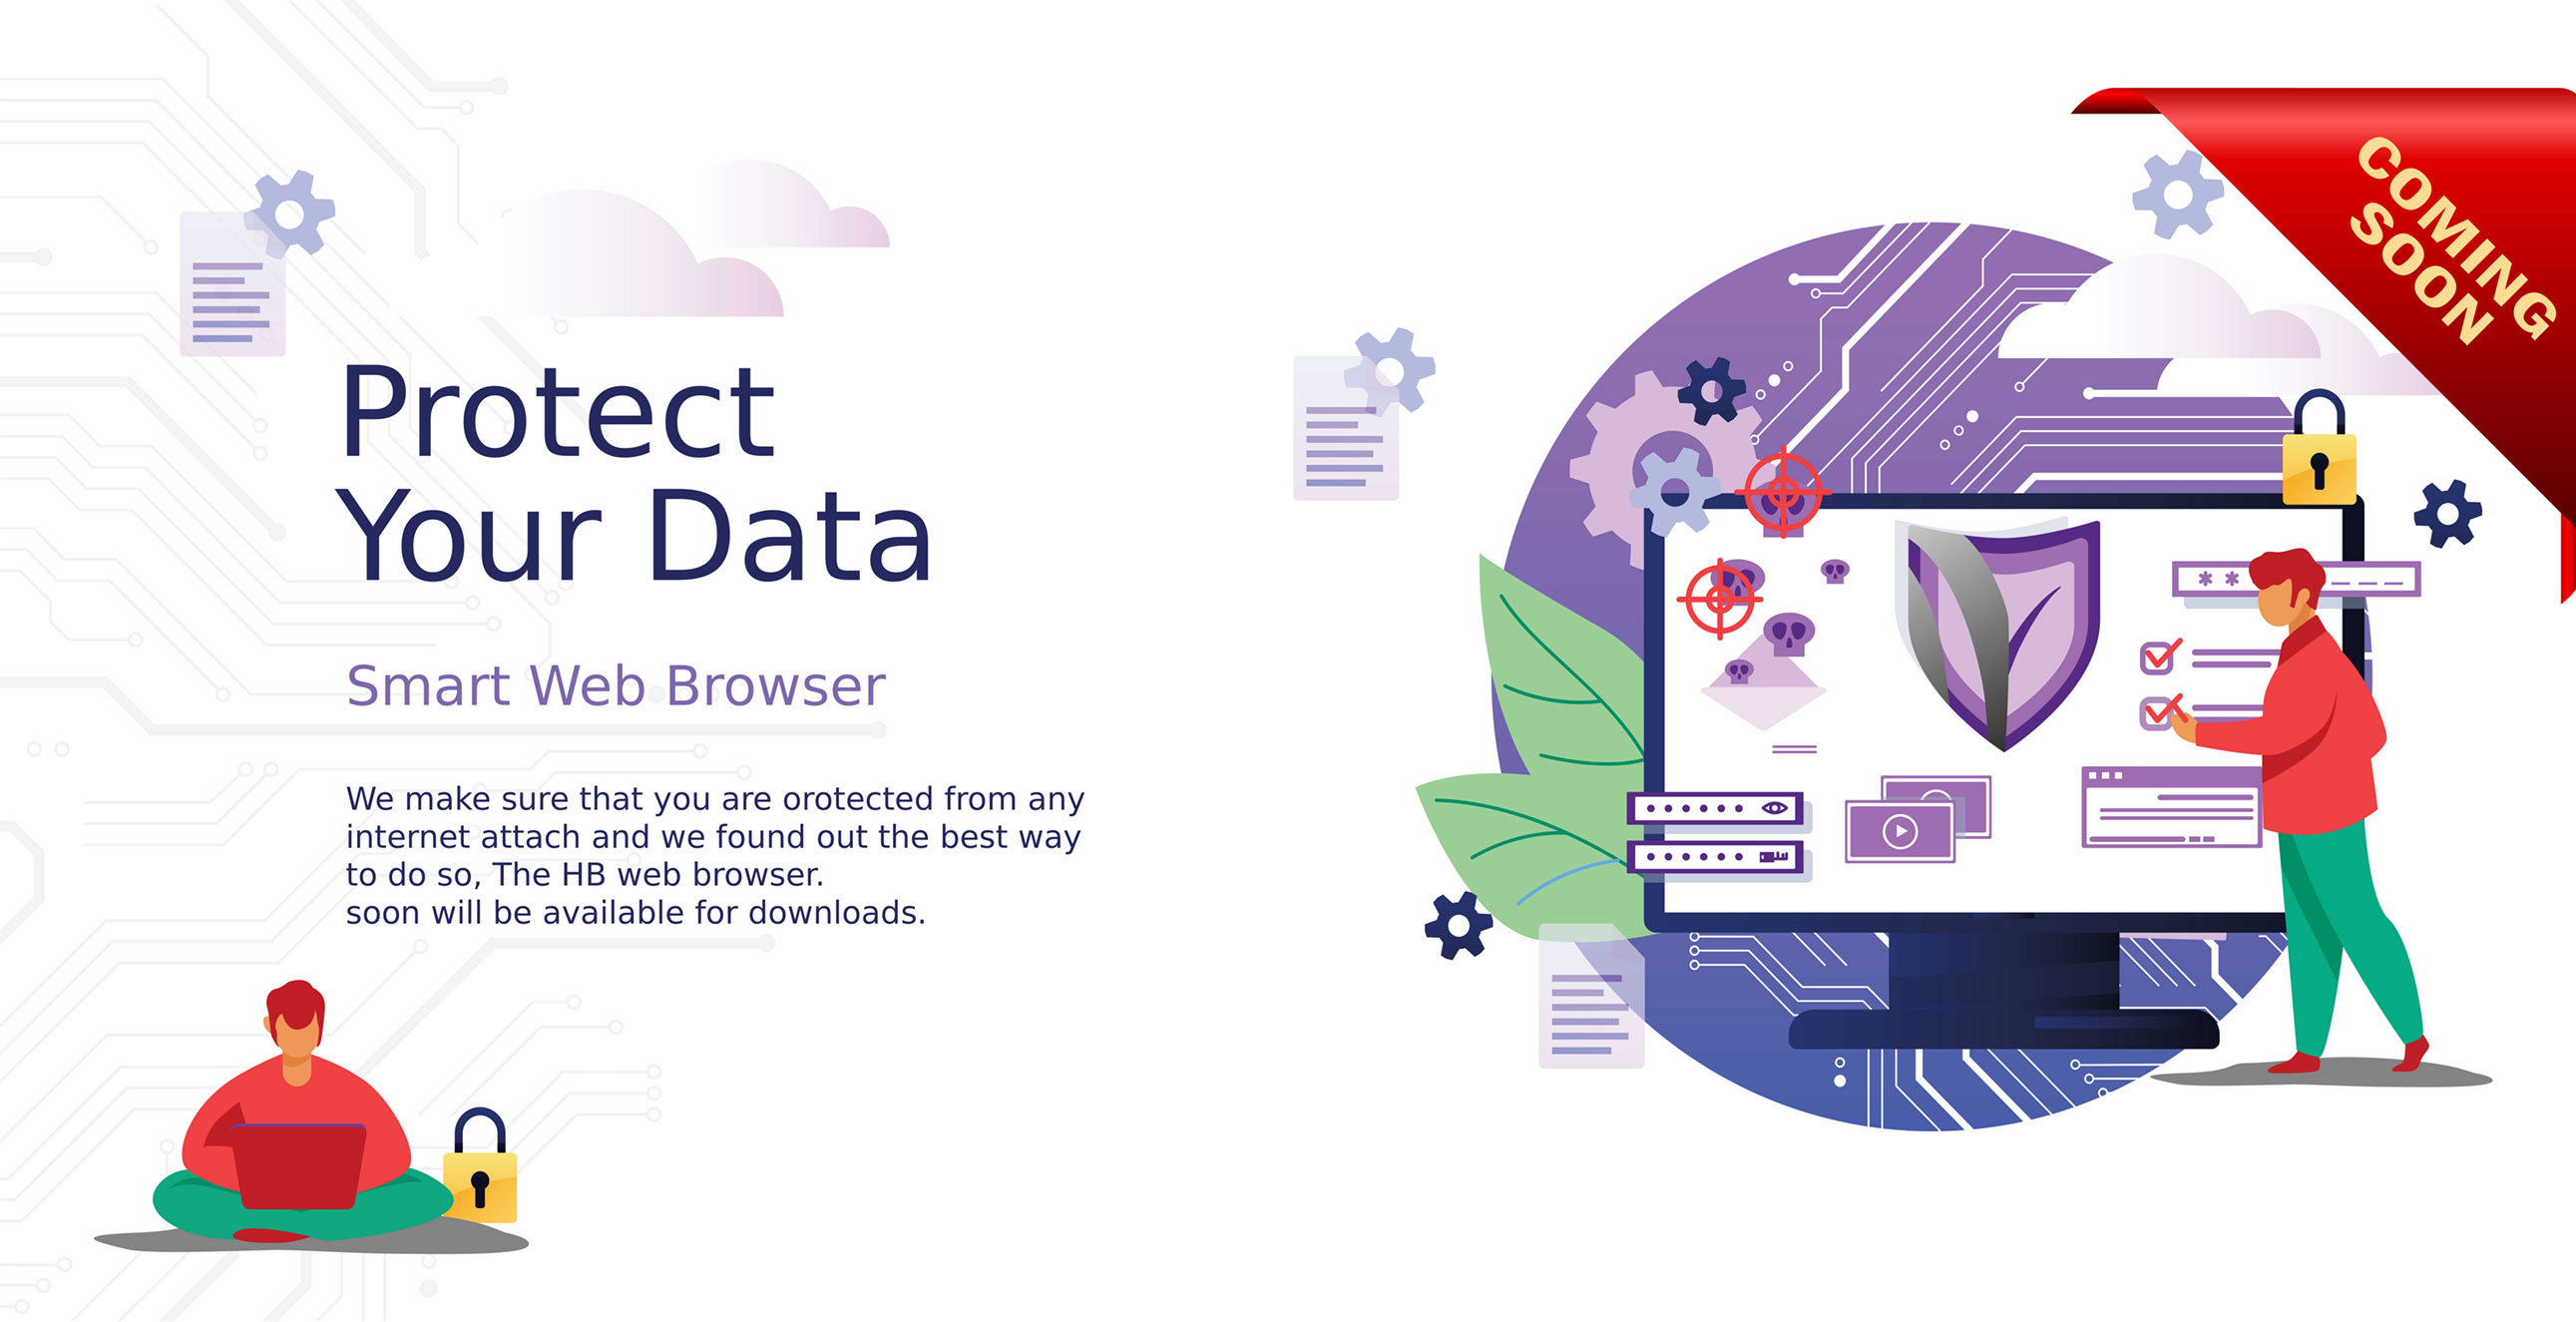 COMING
SOON
Protect
Your Data
Smart Web Browser
We make sure that you are orotected from any
internet attach and we found out the best way
to do so, The HB web browser.
soon will be available for downloads.